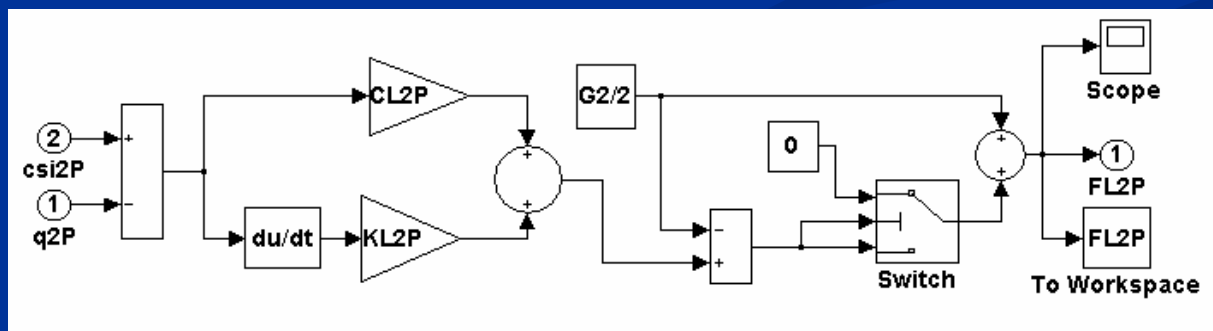 2
csi2P
1
q2P
+
−
CL2P
du/dt
KL2P
+
+
G2/2
0
−
+
Switch
+
+
Scope
1
FL2P
FL2P
To Workspace